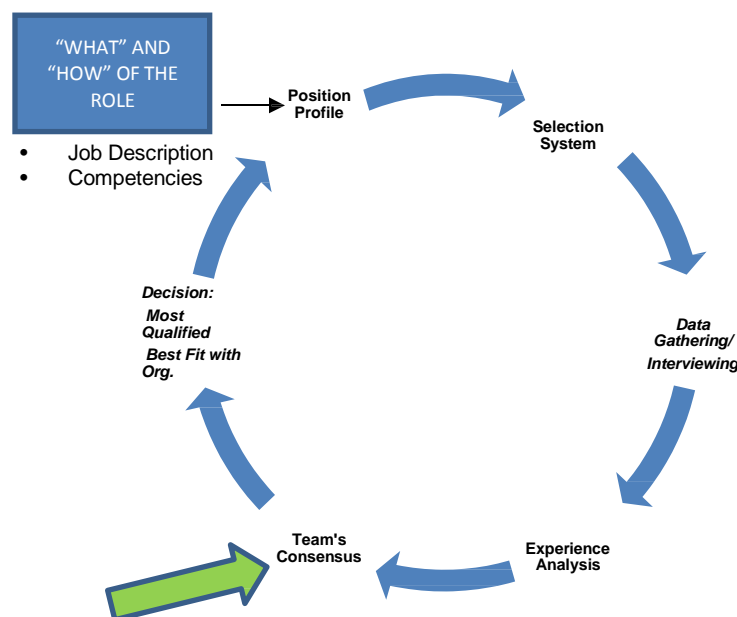 “WHAT” AND
“HOW” OF THE
ROLE
• Job Description
• Competencies
Position
Profile
Selection
System
Data
Gathering/
Interviewing
Experience
Analysis
Team's
Consensus
Decision:
Most
Qualified
Best Fit with
Org.